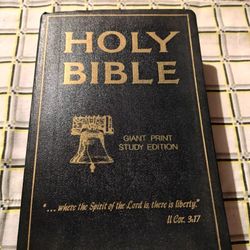 HOLY
BIBLE
GIANT PRINT
STUDY EDITION
"...where the Spirit of the Lord is, there is liberty."
II Cor. 3:17